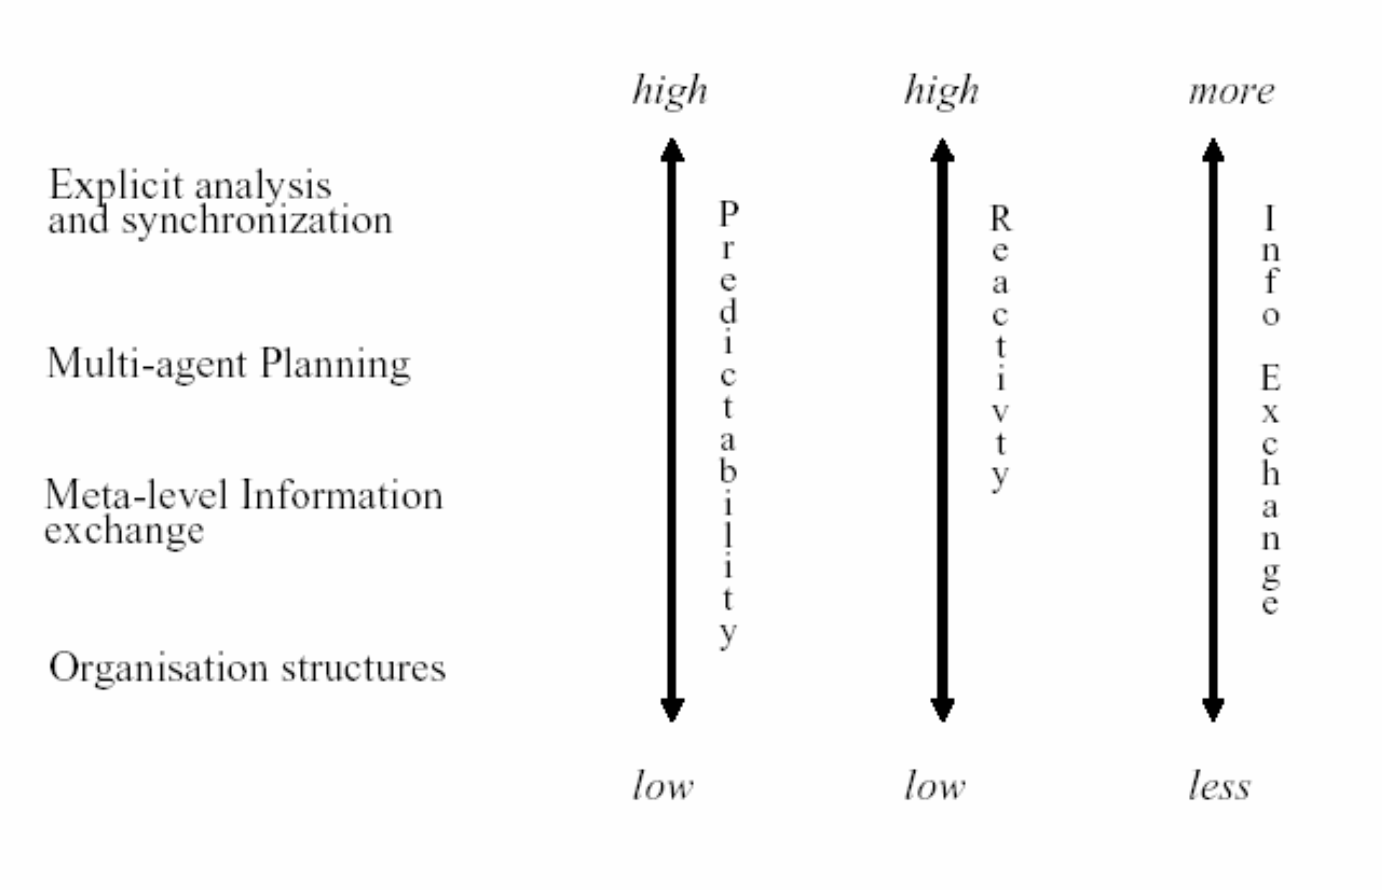 high
high
more
Explicit analysis
and synchronization
Multi-agent Planning
Meta-level Information
exchange
Organisation structures
Predictability
Reactivty
Info Exchange
low
low
less